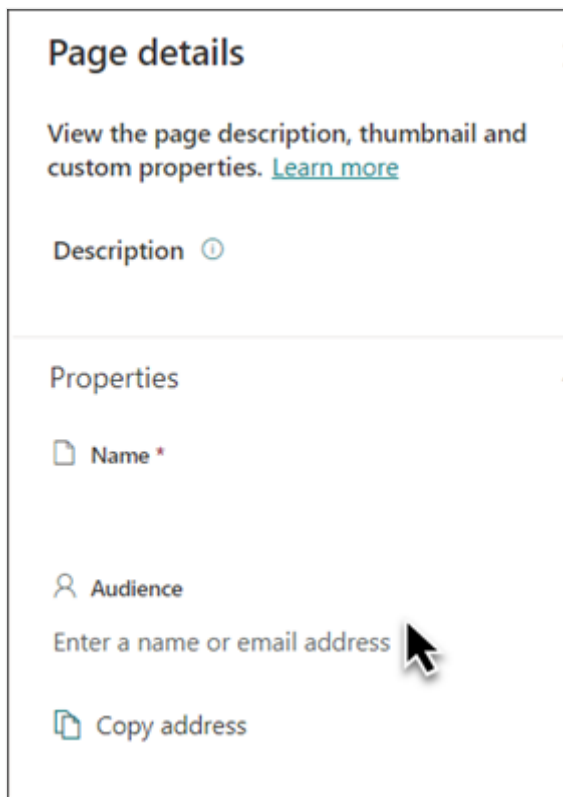 Page details
View the page description, thumbnail and
custom properties. Learn more
Description
Properties
Name *
Audience
Enter a name or email address
Copy address